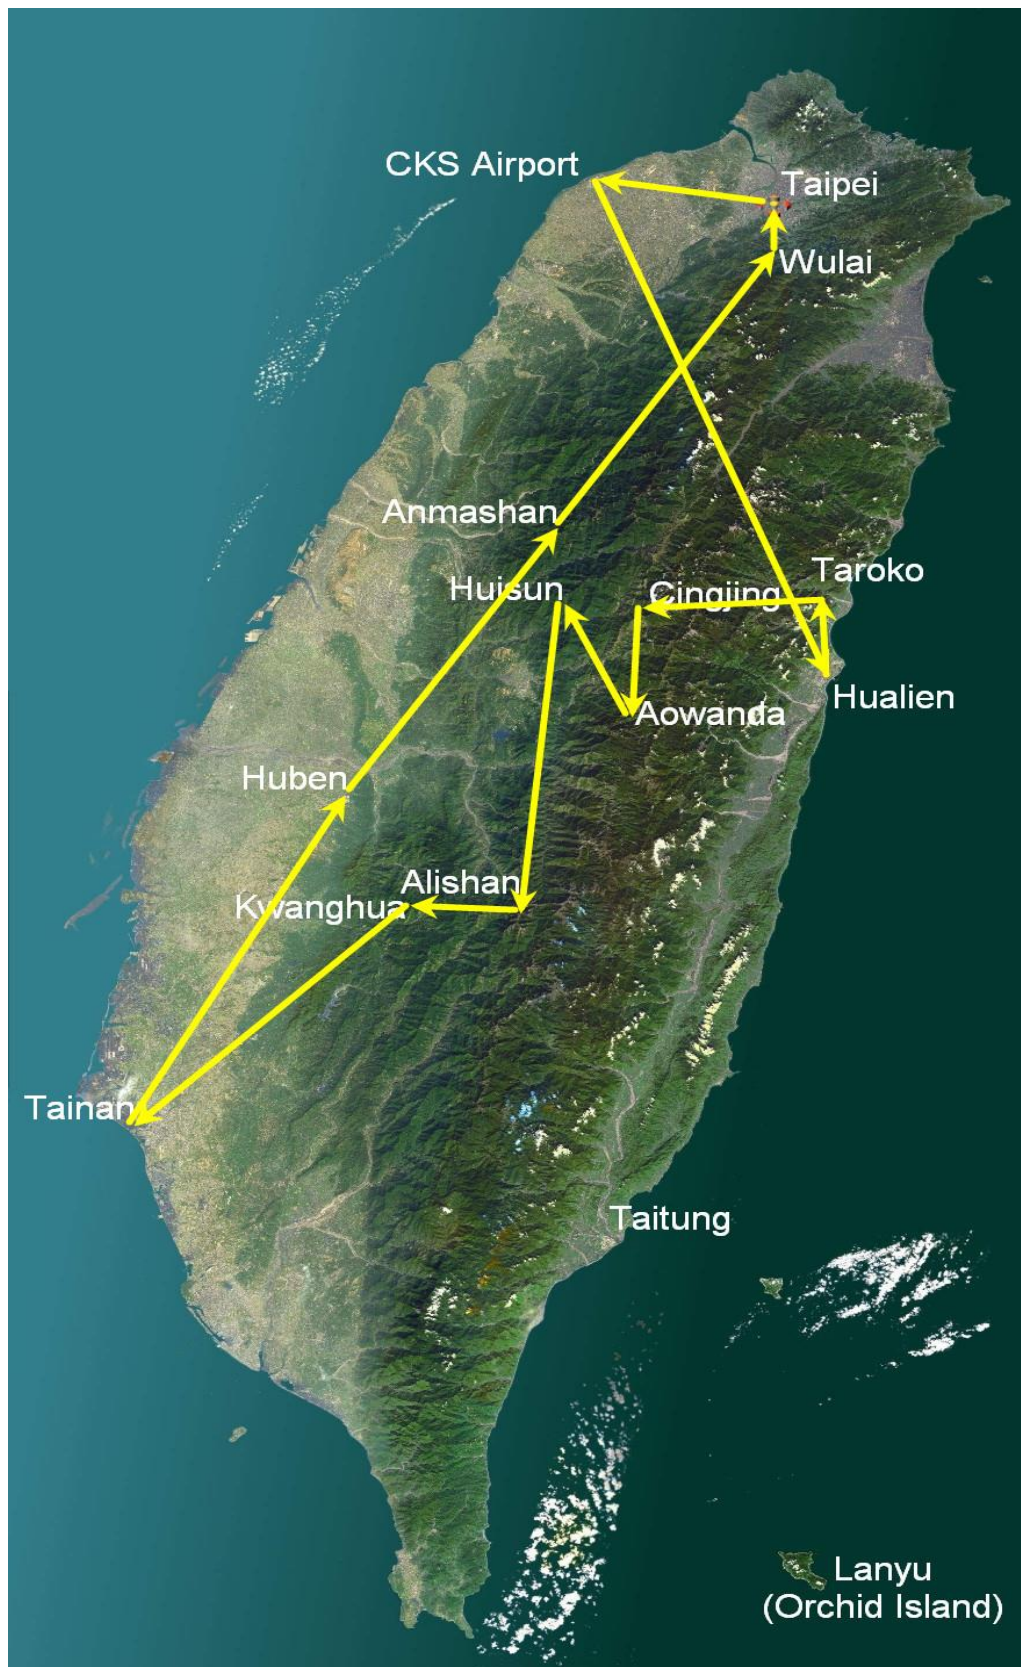 CKS Airport
Taipei
Wulai
Anmashan
Taroko
Huisun
Cingjing
Hualien
Aowanda
Huben
Alishan
Kwanghua
Tainan
Taitung
Lanyu
(Orchid Island)